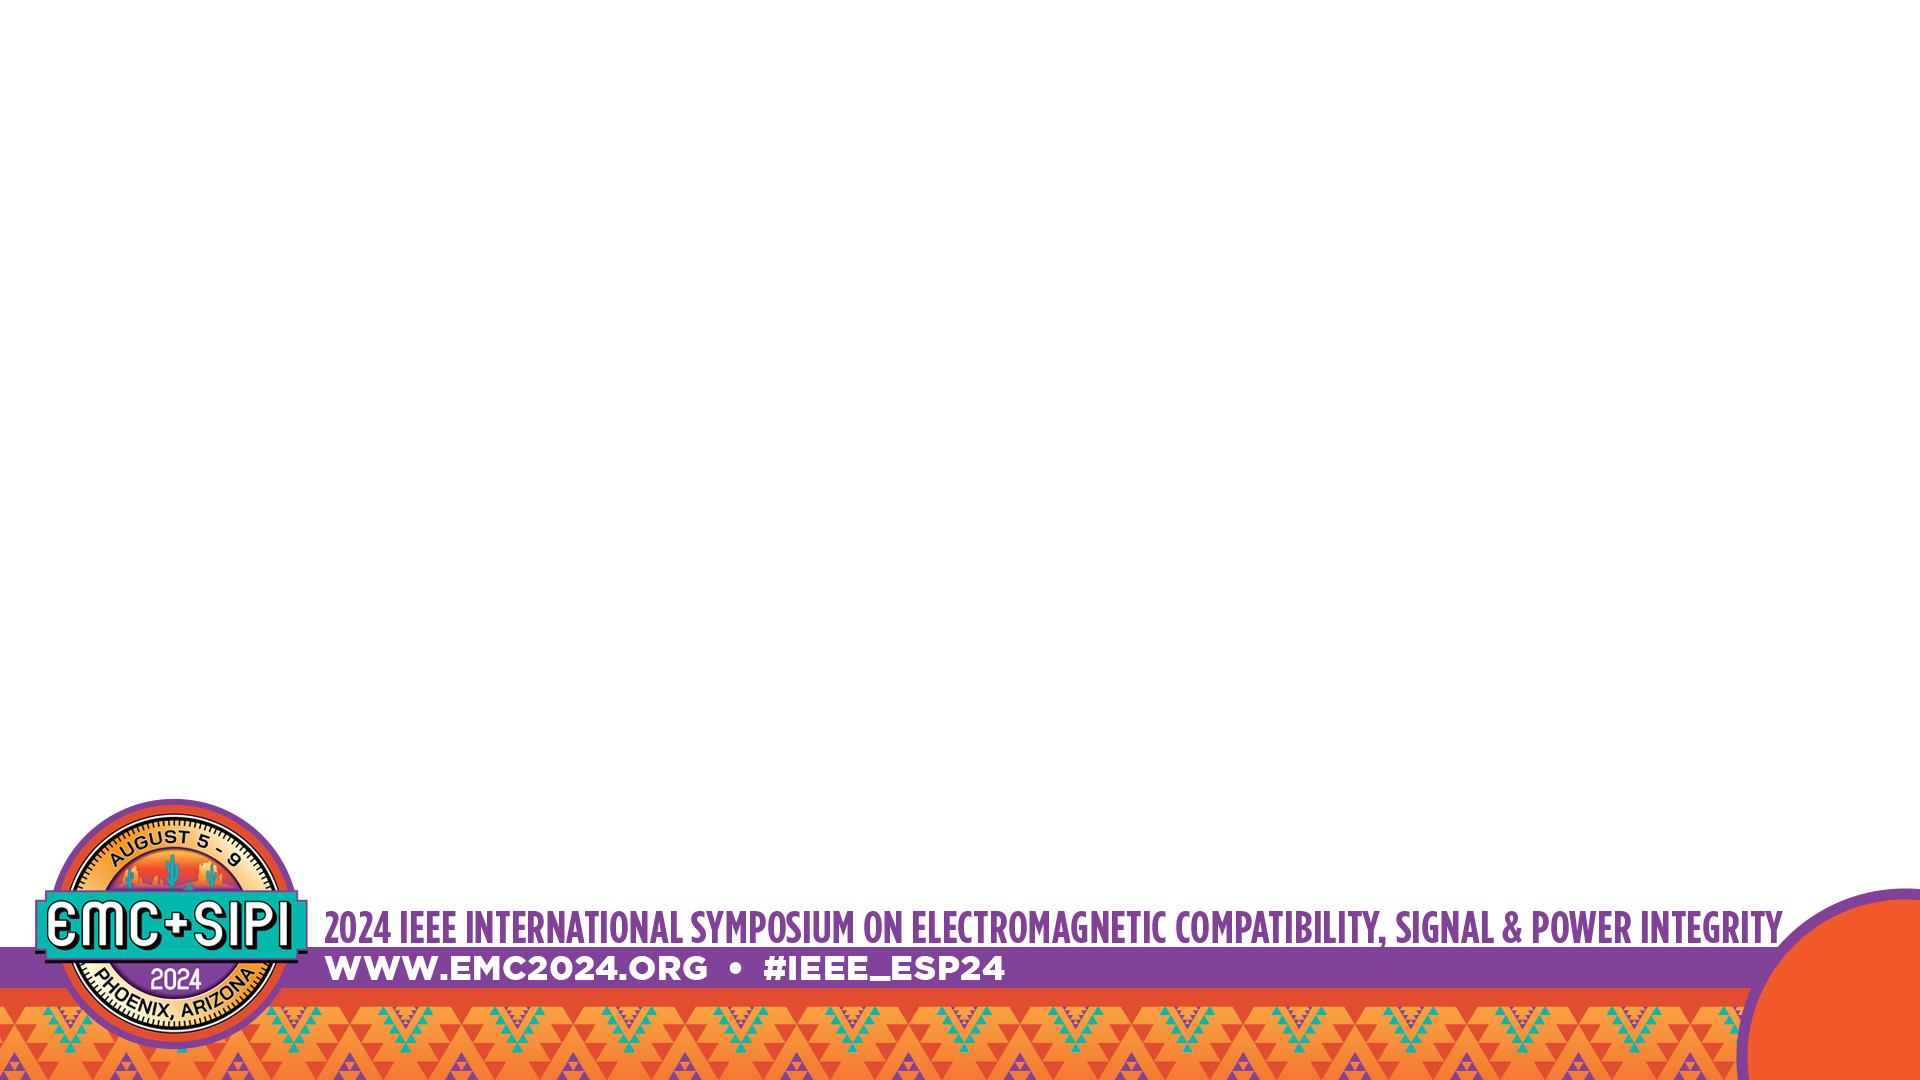 AUGUST 5 - 9
EMC+SIPI
2024
PHOENIX, ARIZONA
2024 IEEE INTERNATIONAL SYMPOSIUM ON ELECTROMAGNETIC COMPATIBILITY, SIGNAL & POWER INTEGRITY
WWW.EMC2024.ORG • #IEEE_ESP24